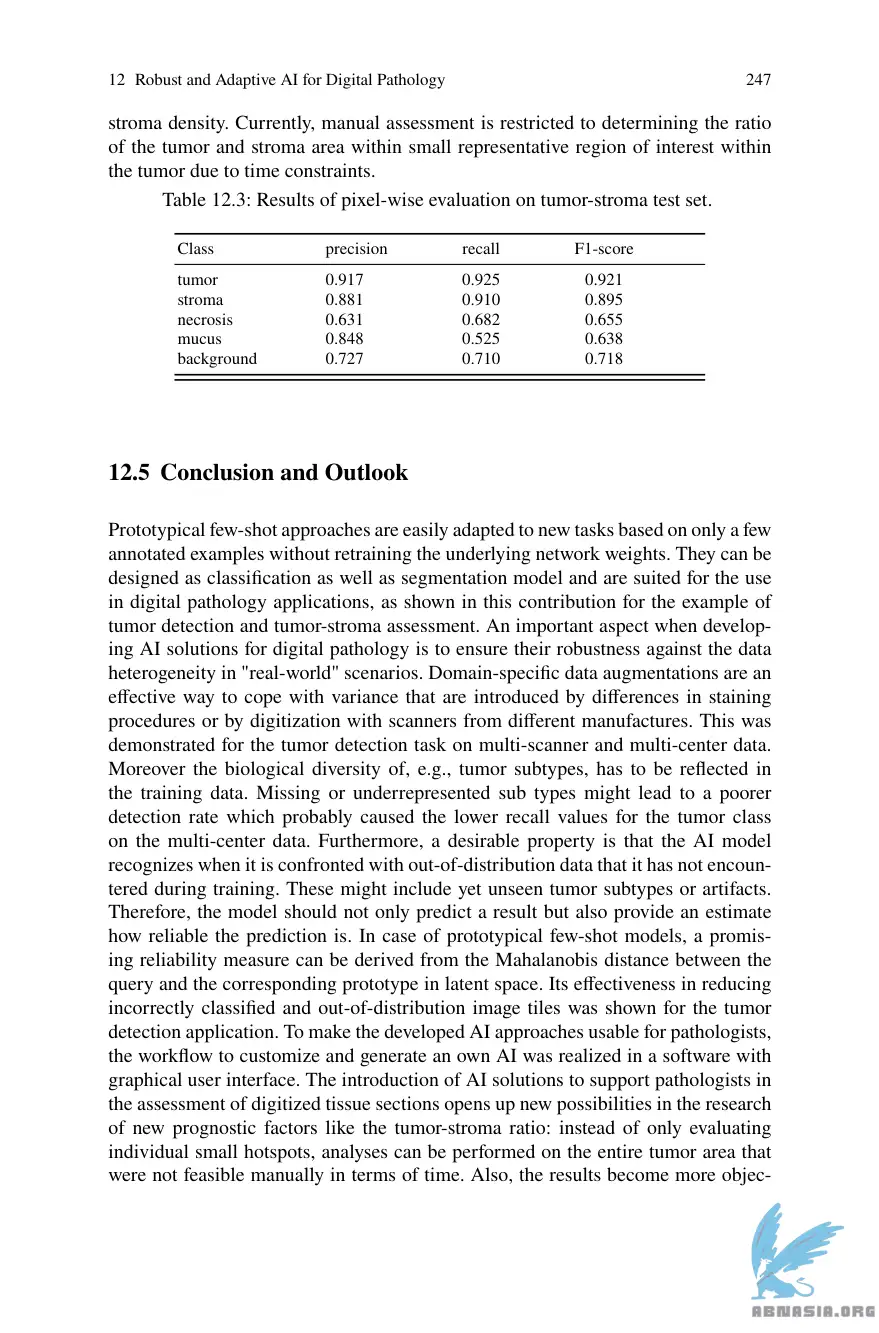 12 Robust and Adaptive AI for Digital Pathology 247
stroma density. Currently, manual assessment is restricted to determining the ratio
of the tumor and stroma area within small representative region of interest within
the tumor due to time constraints.
Table 12.3: Results of pixel-wise evaluation on tumor-stroma test set.
Class precision recall F1-score
tumor 0.917 0.925 0.921
stroma 0.881 0.910 0.895
necrosis 0.631 0.682 0.655
mucus 0.848 0.525 0.638
background 0.727 0.710 0.718
12.5 Conclusion and Outlook
Prototypical few-shot approaches are easily adapted to new tasks based on only a few
annotated examples without retraining the underlying network weights. They can be
designed as classification as well as segmentation model and are suited for the use
in digital pathology applications, as shown in this contribution for the example of
tumor detection and tumor-stroma assessment. An important aspect when develop-
ing AI solutions for digital pathology is to ensure their robustness against the data
heterogeneity in "real-world" scenarios. Domain-specific data augmentations are an
effective way to cope with variance that are introduced by differences in staining
procedures or by digitization with scanners from different manufactures. This was
demonstrated for the tumor detection task on multi-scanner and multi-center data.
Moreover the biological diversity of, e.g., tumor subtypes, has to be reflected in
the training data. Missing or underrepresented sub types might lead to a poorer
detection rate which probably caused the lower recall values for the tumor class
on the multi-center data. Furthermore, a desirable property is that the AI model
recognizes when it is confronted with out-of-distribution data that it has not encoun-
tered during training. These might include yet unseen tumor subtypes or artifacts.
Therefore, the model should not only predict a result but also provide an estimate
how reliable the prediction is. In case of prototypical few-shot models, a promis-
ing reliability measure can be derived from the Mahalanobis distance between the
query and the corresponding prototype in latent space. Its effectiveness in reducing
incorrectly classified and out-of-distribution image tiles was shown for the tumor
detection application. To make the developed AI approaches usable for pathologists,
the workflow to customize and generate an own AI was realized in a software with
graphical user interface. The introduction of AI solutions to support pathologists in
the assessment of digitized tissue sections opens up new possibilities in the research
of new prognostic factors like the tumor-stroma ratio: instead of only evaluating
individual small hotspots, analyses can be performed on the entire tumor area that
were not feasible manually in terms of time. Also, the results become more objec-
ABNASIA.ORG